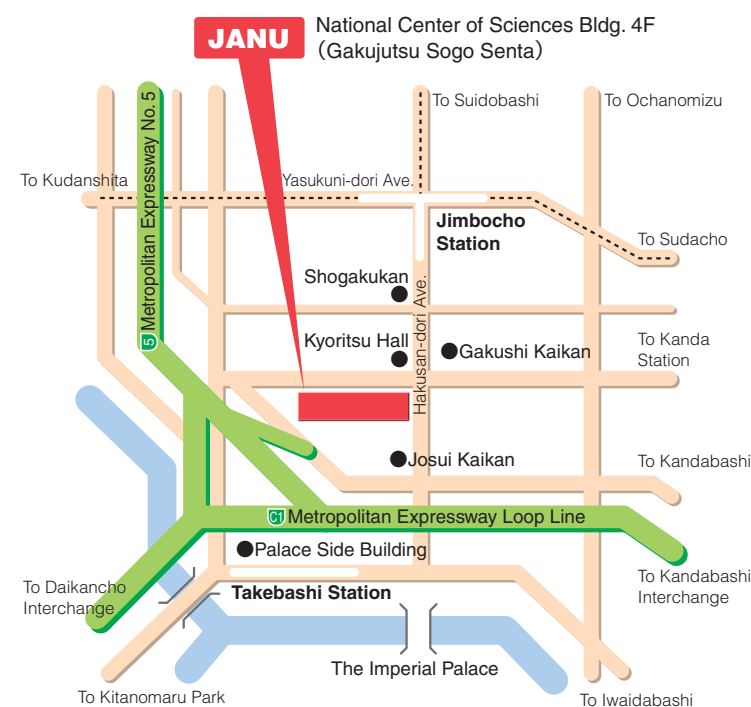 JANU
National Center of Sciences Bldg. 4F
（Gakujutsu Sogo Senta）
To Suidobashi
To Ochanomizu
Metropolitan Expressway No. 5
To Kudanshita
Yasukuni-dori Ave.
Jimbocho
Station
To Sudacho
Shogakukan
Hakusan-dori Ave.
5
Kyoritsu Hall
Gakushi Kaikan
To Kanda
Station
Josui Kaikan
To Kandabashi
C1
Metropolitan Expressway Loop Line
Palace Side Building
To Daikancho
Interchange
Takebashi Station
To Kandabashi
Interchange
The Imperial Palace
To Kitanomaru Park
To Iwaidabashi